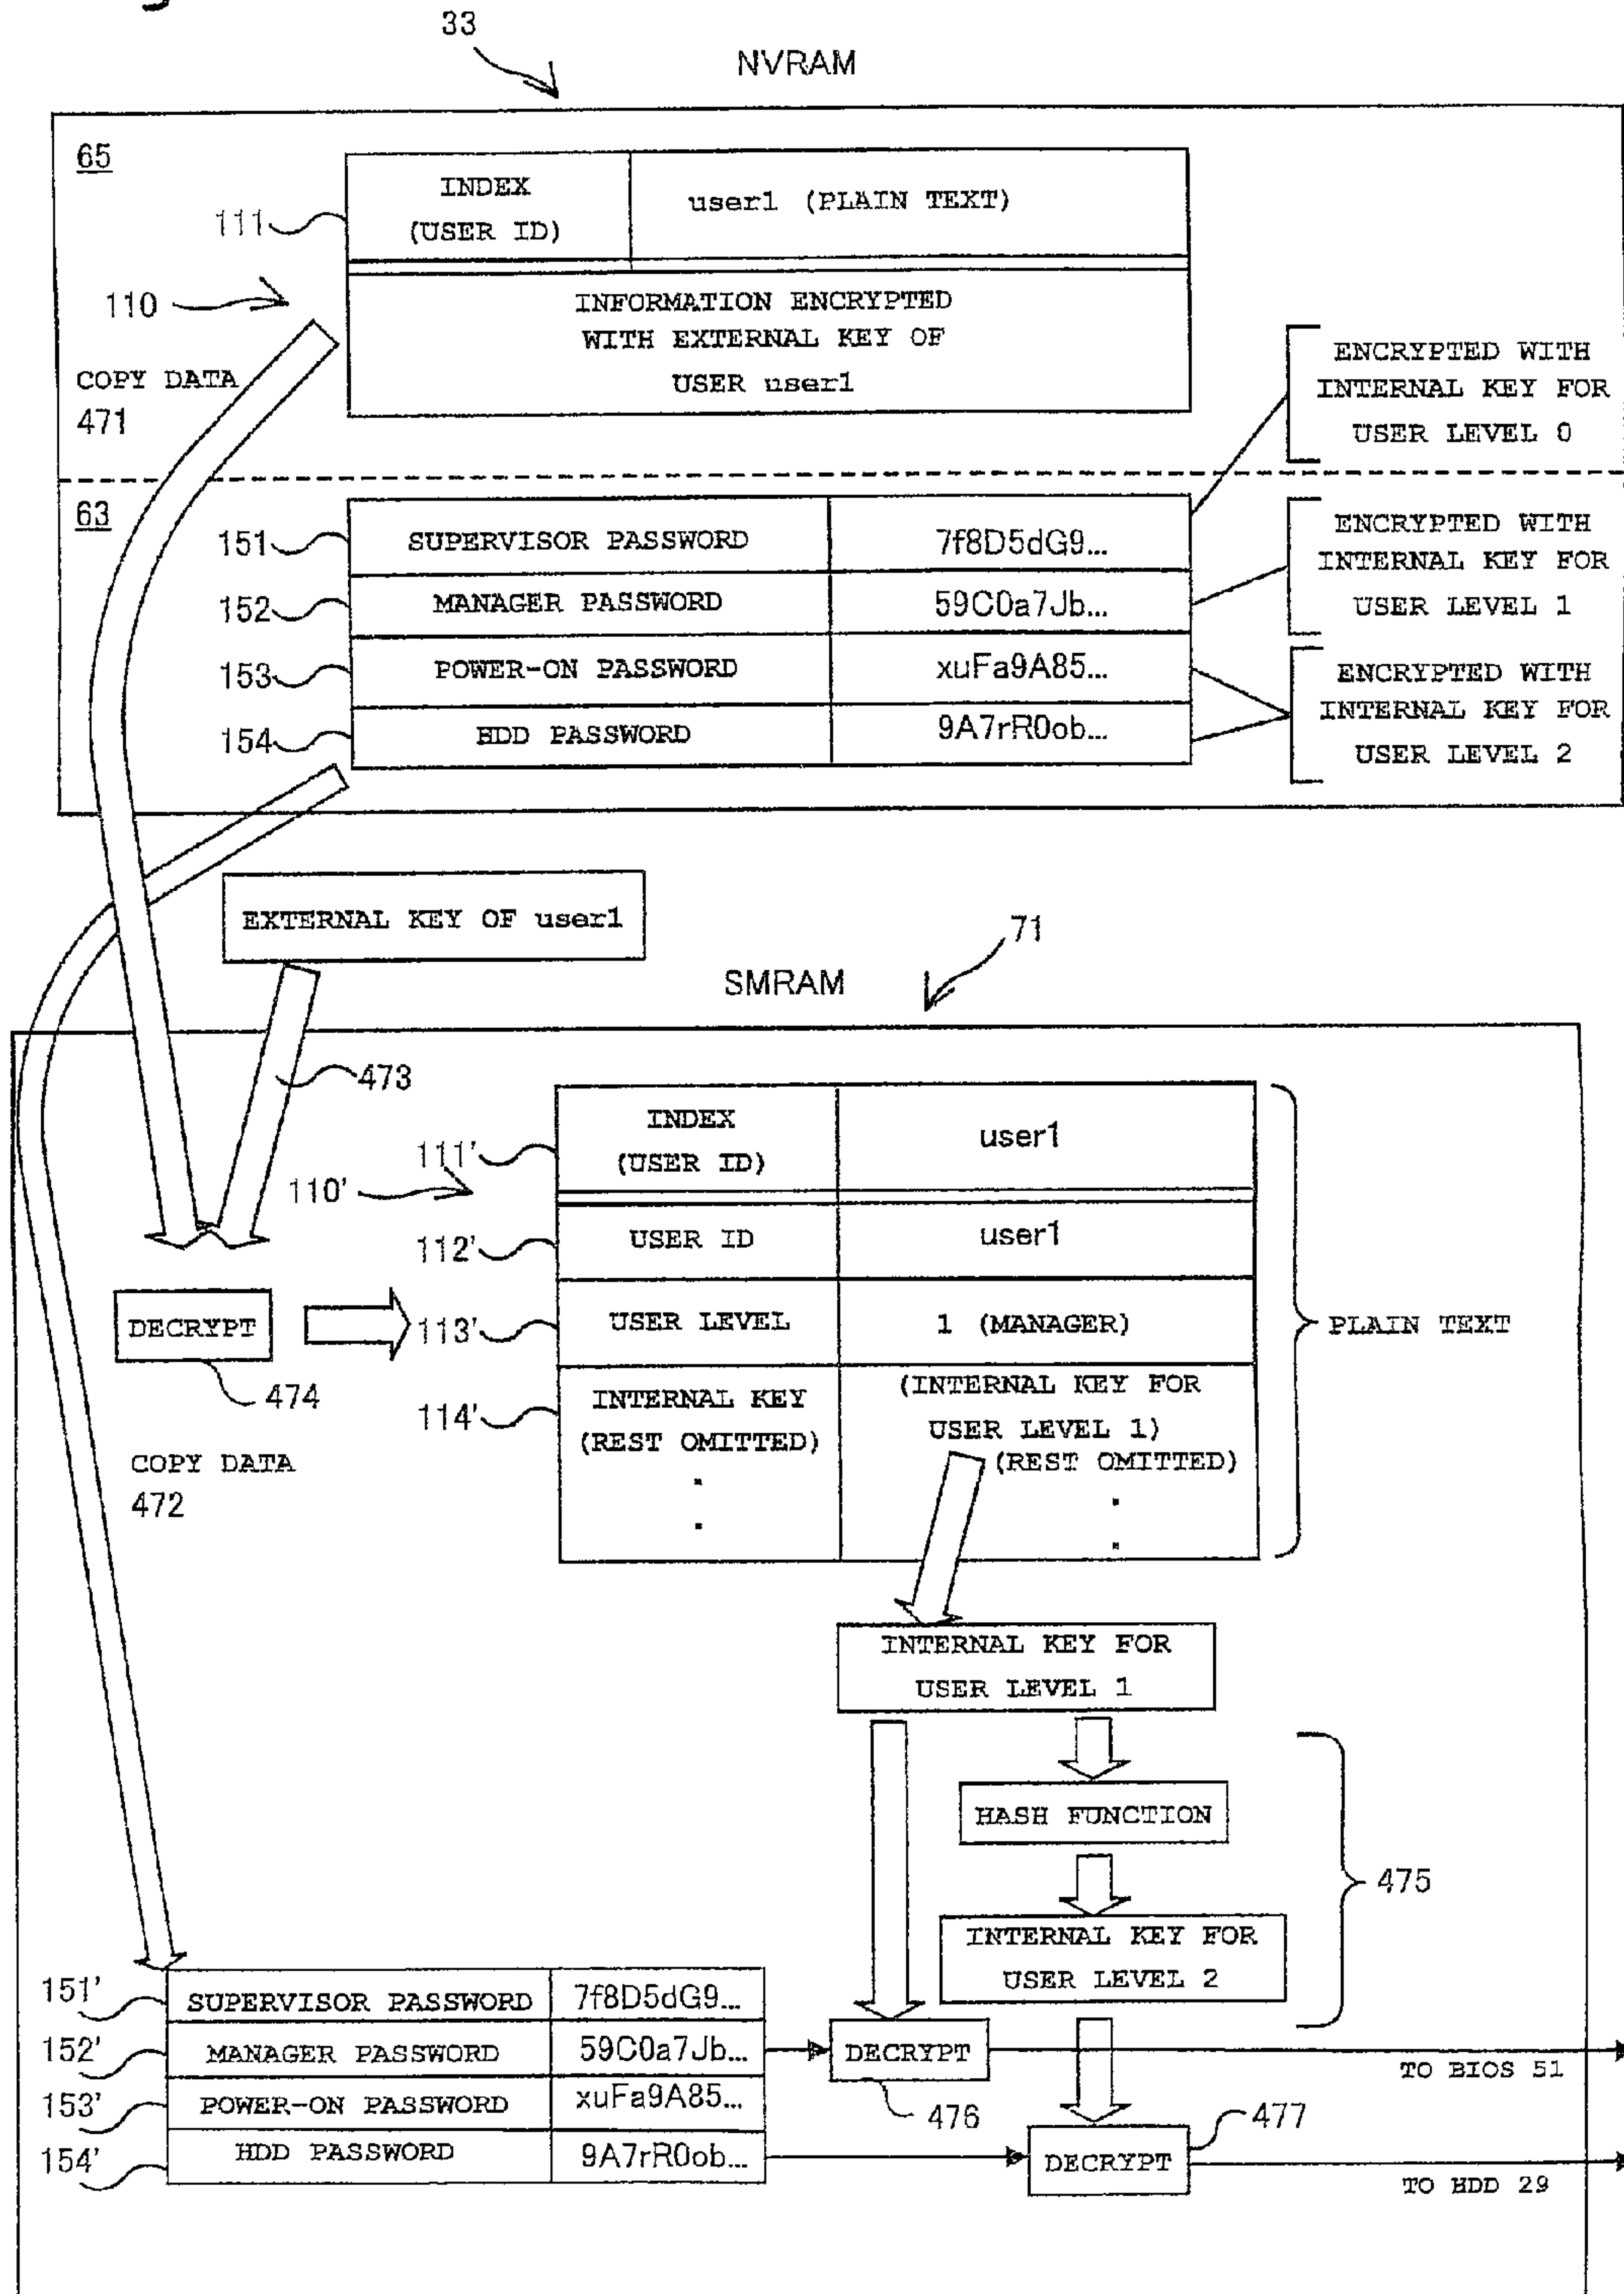 33
NVRAM
65
INDEX
(USER ID)
user1 (PLAIN TEXT)
111
110
INFORMATION ENCRYPTED
WITH EXTERNAL KEY OF
USER user1
COPY DATA
471
ENCRYPTED WITH
INTERNAL KEY FOR
USER LEVEL 0
63
151
SUPERVISOR PASSWORD
7f8D5dG9...
ENCRYPTED WITH
INTERNAL KEY FOR
USER LEVEL 1
152
MANAGER PASSWORD
59C0a7Jb...
153
POWER-ON PASSWORD
xuFa9A85...
ENCRYPTED WITH
INTERNAL KEY FOR
USER LEVEL 2
154
HDD PASSWORD
9A7rR0ob...
EXTERNAL KEY OF user1
SMRAM
71
473
111'
INDEX
(USER ID)
user1
110'
112'
USER ID
user1
DECRYPT
474
113'
USER LEVEL
1 (MANAGER)
PLAIN TEXT
114'
INTERNAL KEY
(REST OMITTED)
(INTERNAL KEY FOR
USER LEVEL 1)
(REST OMITTED)
COPY DATA
472
INTERNAL KEY FOR
USER LEVEL 1
HASH FUNCTION
475
INTERNAL KEY FOR
USER LEVEL 2
151'
SUPERVISOR PASSWORD
7f8D5dG9...
152'
MANAGER PASSWORD
59C0a7Jb...
DECRYPT
476
TO BIOS 51
153'
POWER-ON PASSWORD
xuFa9A85...
154'
HDD PASSWORD
9A7rR0ob...
DECRYPT
477
TO HDD 29